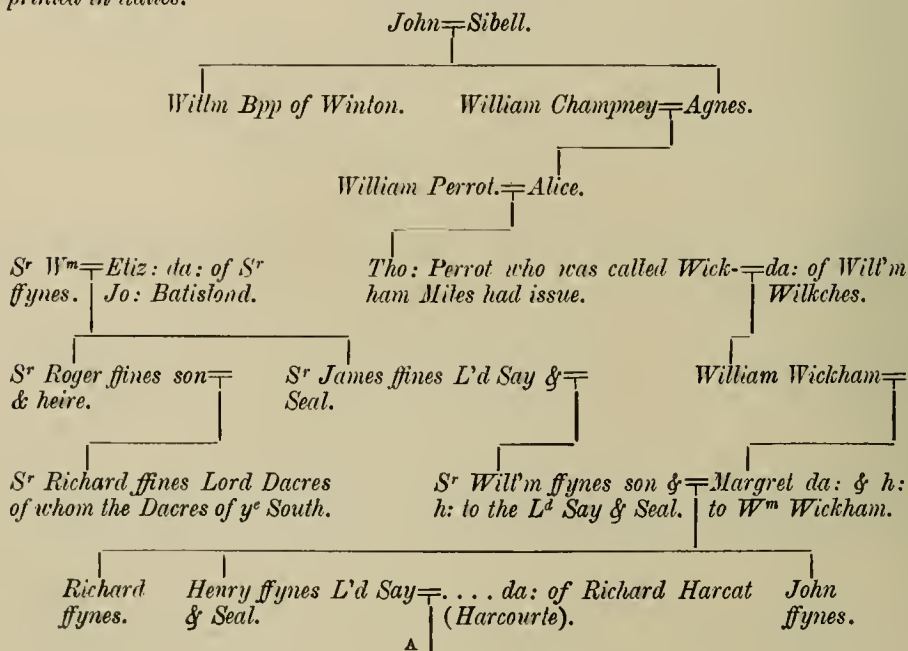 printed in italics.
John=Sibell.
Willm Bpp of Winton. William Champney=Agnes.
William Perrot.=Alice.
Sʳ Wᵐ=Eliz: da: of Sʳ Tho: Perrot who was called Wick-=da: of Will'm
ffynes. Jo: Batisfond. ham Miles had issue. Wilkches.
Sʳ Roger ffines son= Sʳ James ffines L'd Say &= William Wickham=
& heire. Seal.
Sʳ Richard ffines Lord Dacres Sʳ Will'm ffynes son &=Margret da: & h:
of whom the Dacres of yᵉ South. h: to the Lᵈ Say & Seal. to Wᵐ Wickham.
Richard Henry ffynes L'd Say=.... da: of Richard Harcat John
ffynes. & Seal. (Harcourte). ffynes.
A